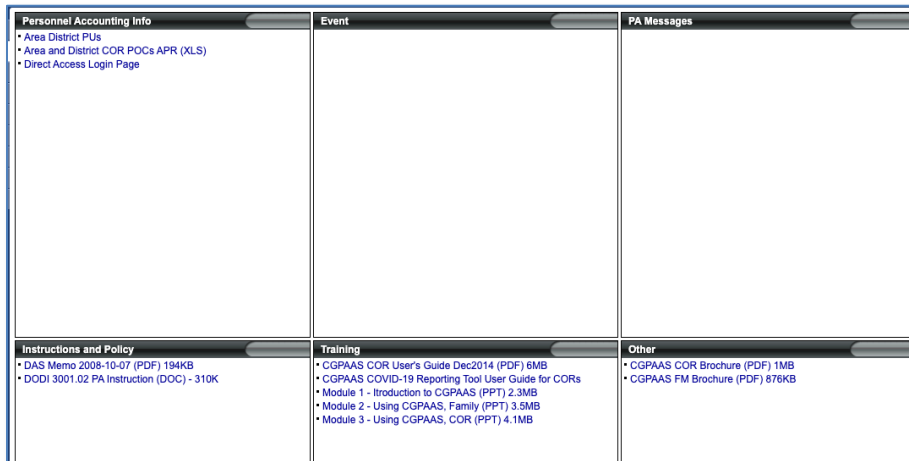 Personnel Accounting Info
Area District PUs
Area and District COR POCs APR (XLS)
Direct Access Login Page
Event
PA Messages
Instructions and Policy
DAS Memo 2008-10-07 (PDF) 194KB
DODI 3001.02 PA Instruction (DOC) - 310K
Training
CGPAAS COR User's Guide Dec2014 (PDF) 6MB
CGPAAS COVID-19 Reporting Tool User Guide for CORs
Module 1 - Itroduction to CGPAAS (PPT) 2.3MB
Module 2 - Using CGPAAS, Family (PPT) 3.5MB
Module 3 - Using CGPAAS, COR (PPT) 4.1MB
Other
CGPAAS COR Brochure (PDF) 1MB
CGPAAS FM Brochure (PDF) 876KB